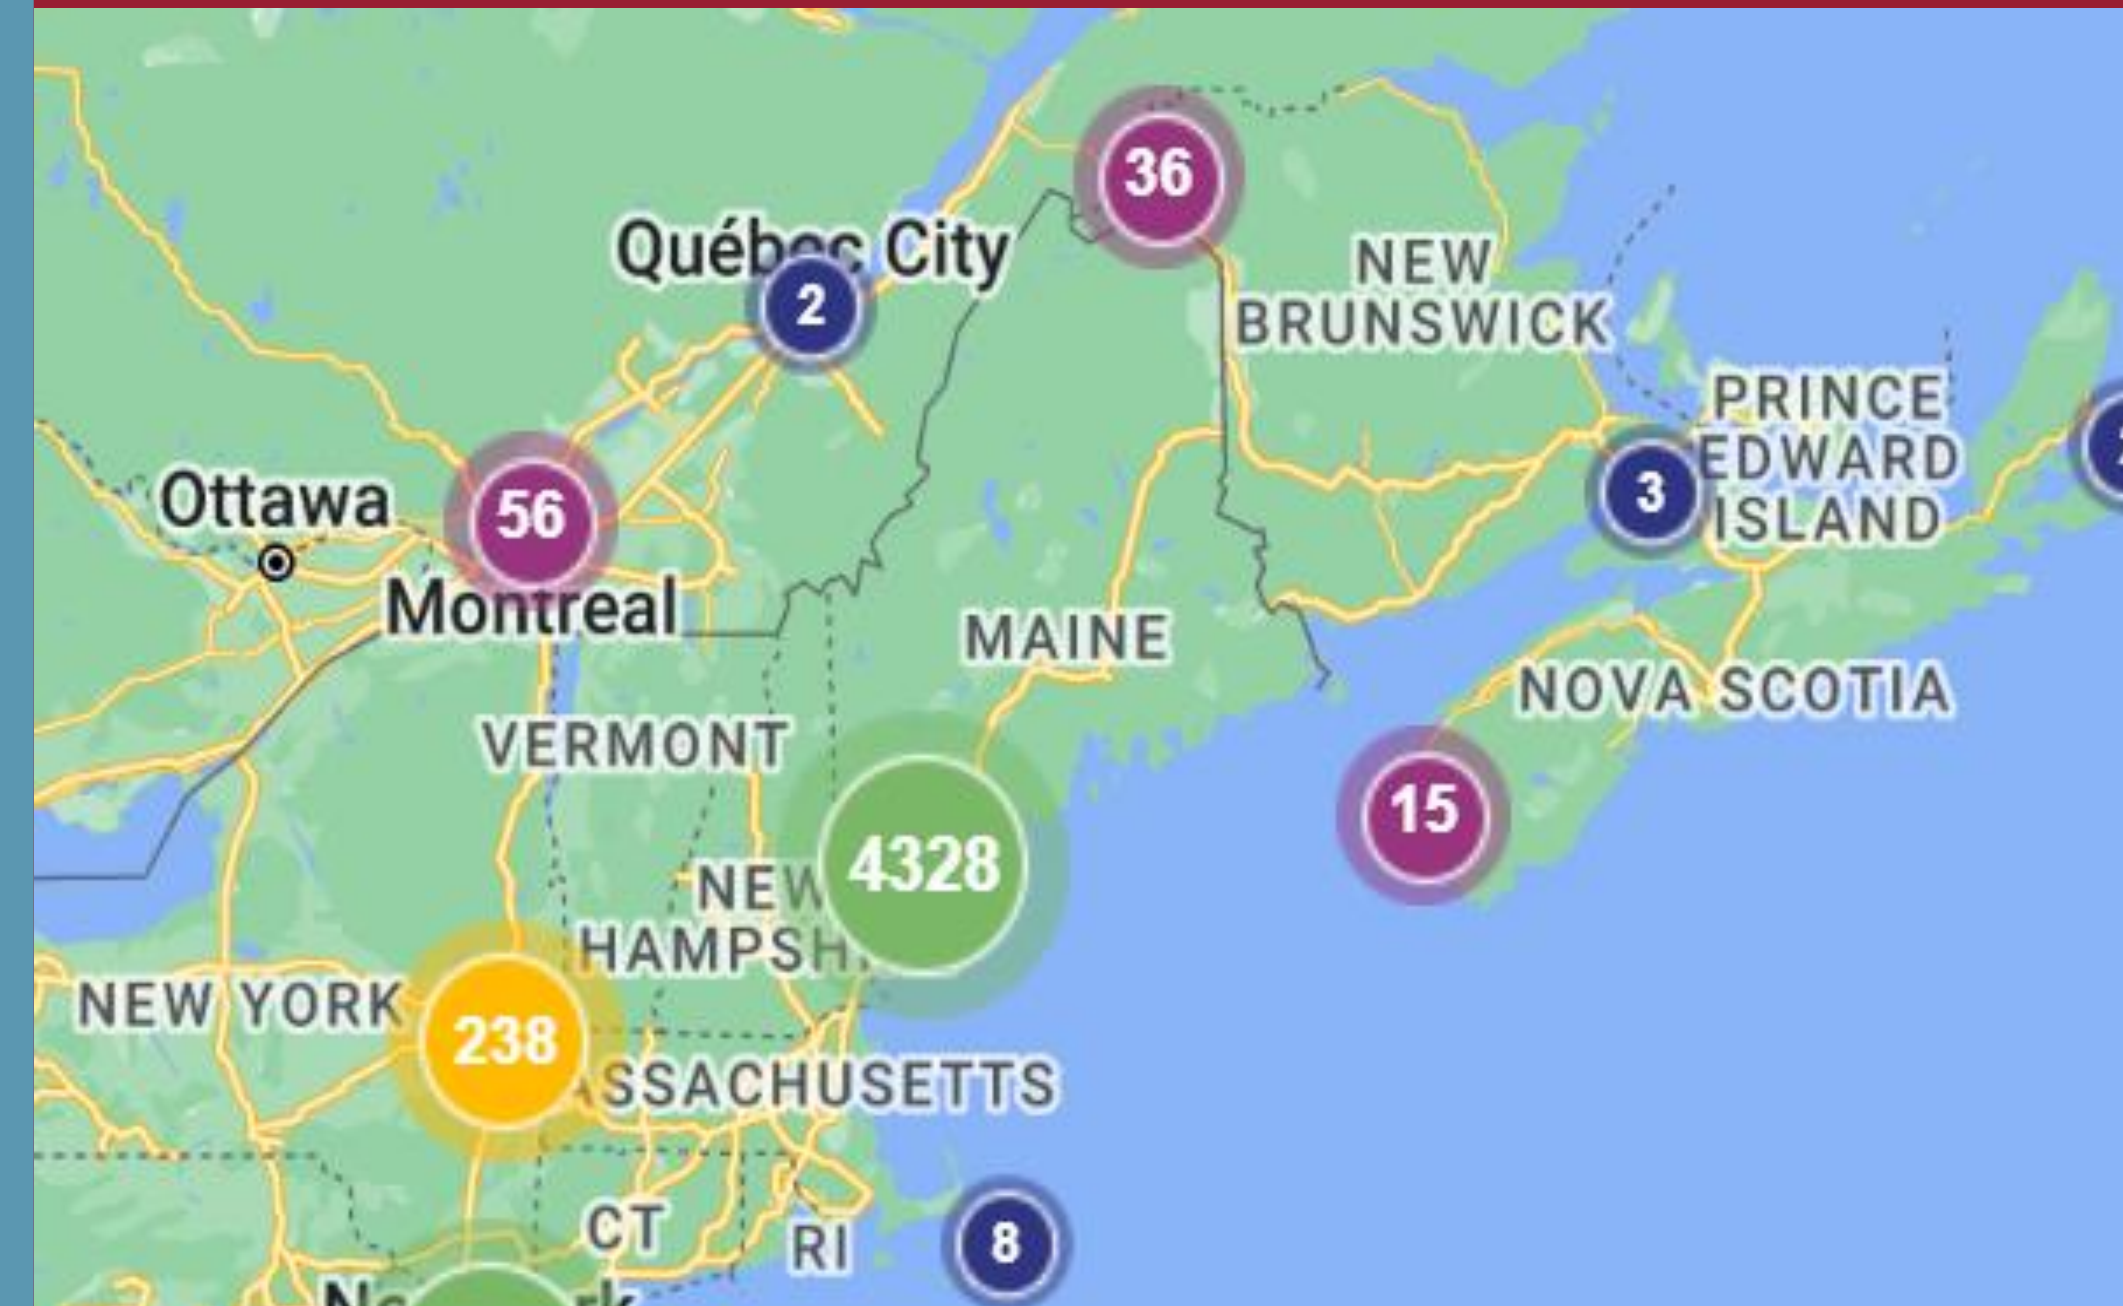 36
Québec City
2
NEW
BRUNSWICK
PRINCE
EDWARD
ISLAND
3
Ottawa
56
Montreal
MAINE
NOVA SCOTIA
VERMONT
15
4328
NEW
HAMPSH
NEW YORK
238
ASSACHUSETTS
CT
RI
8